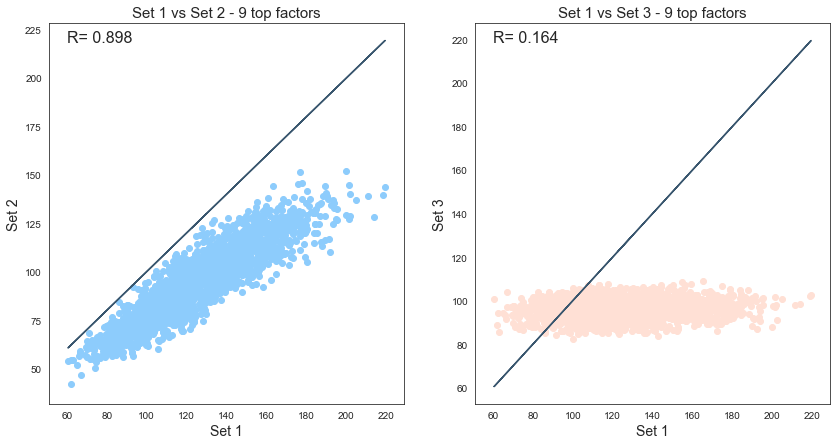 Set 1 vs Set 2 - 9 top factors
R= 0.898
225
200
175
150
125
100
75
50
Set 2
60 80 100 120 140 160 180 200 220
Set 1
Set 1 vs Set 3 - 9 top factors
R= 0.164
220
200
180
160
140
120
100
80
60
Set 3
60 80 100 120 140 160 180 200 220
Set 1